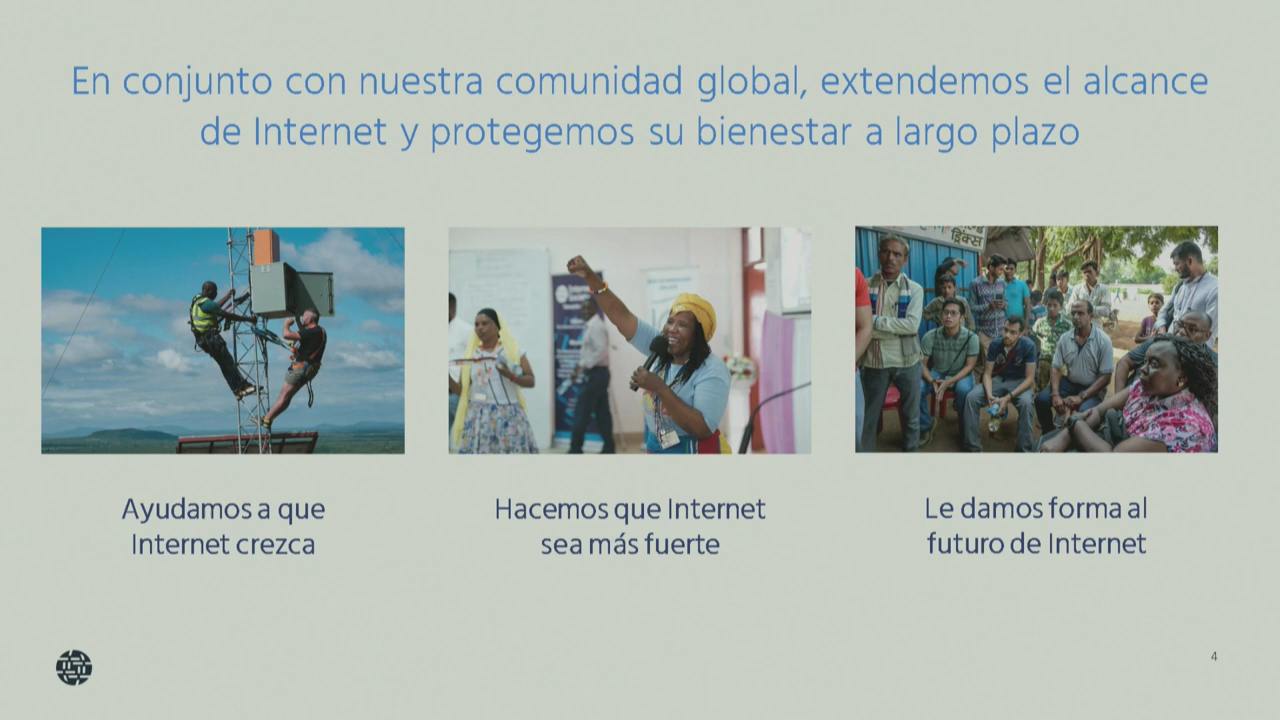 En conjunto con nuestra comunidad global, extendemos el alcance
de Internet y protegemos su bienestar a largo plazo
ड्रिंक्स
Ayudamos a que
Internet crezca
Hacemos que Internet
sea más fuerte
Le damos forma al
futuro de Internet
4